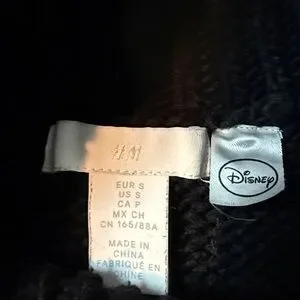 H&M
DISNEY
EUR S
US S
CA P
MX CH
CN 165/88A
MADE IN
CHINA
FABRIQUÉ EN
CHINE